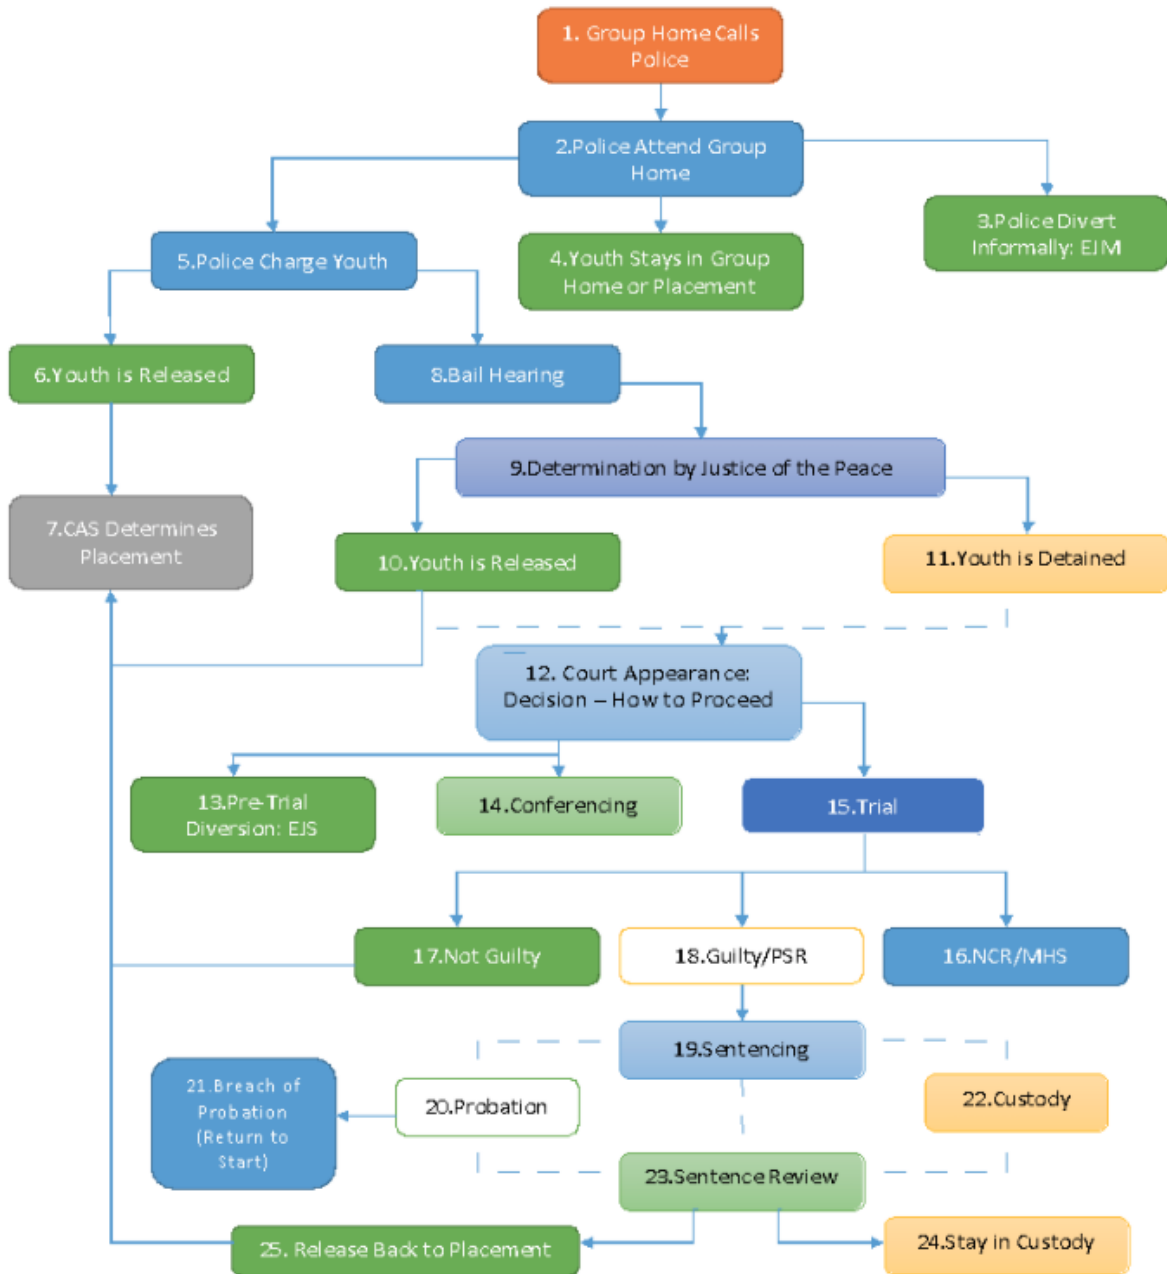 1. Group Home Calls
Police
2.Police Attend Group
Home
3.Police Divert
Informally: EJM
4.Youth Stays in Group
Home or Placement
5.Police Charge Youth
6.Youth is Released
8.Bail Hearing
9.Determination by Justice of the Peace
7.CAS Determines
Placement
10.Youth is Released
11.Youth is Detained
12. Court Appearance:
Decision – How to Proceed
13.Pre-Trial
Diversion: EJS
14.Conferencing
15.Trial
17.Not Guilty
18.Guilty/PSR
16.NCR/MHS
19.Sentencing
21.Breach of
Probation
(Return to
Start)
20.Probation
22.Custody
23.Sentence Review
25. Release Back to Placement
24.Stay in Custody